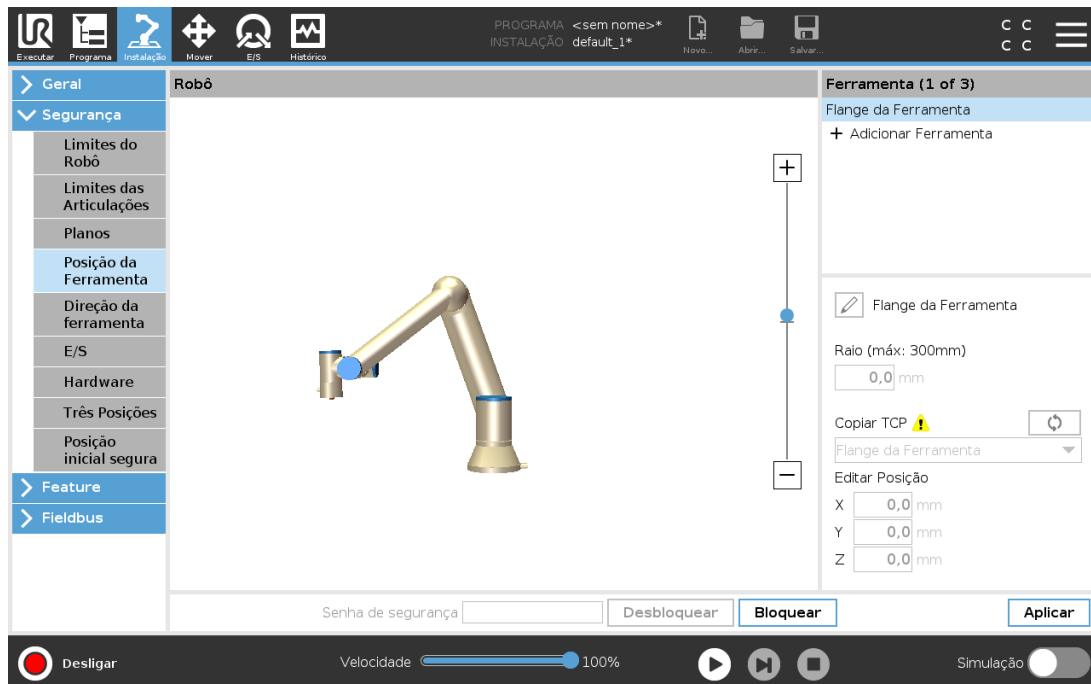 UR
Executar
Programa
Instalação
Mover
E/S
Histórico
PROGRAMA <sem nome>*
INSTALAÇÃO default_1*
Novo...
Abrir...
Salvar...
C C
C C
Geral
Segurança
Limites do
Robô
Limites das
Articulações
Planos
Posição da
Ferramenta
Direção da
ferramenta
E/S
Hardware
Três Posições
Posição
inicial segura
Feature
Fieldbus
Robô
Ferramenta (1 of 3)
Flange da Ferramenta
+ Adicionar Ferramenta
Flange da Ferramenta
Raio (máx: 300mm)
0,0 mm
Copiar TCP
Flange da Ferramenta
Editar Posição
X 0,0 mm
Y 0,0 mm
Z 0,0 mm
Senha de segurança
Desbloquear
Bloquear
Aplicar
Desligar
Velocidade 100%
Simulação